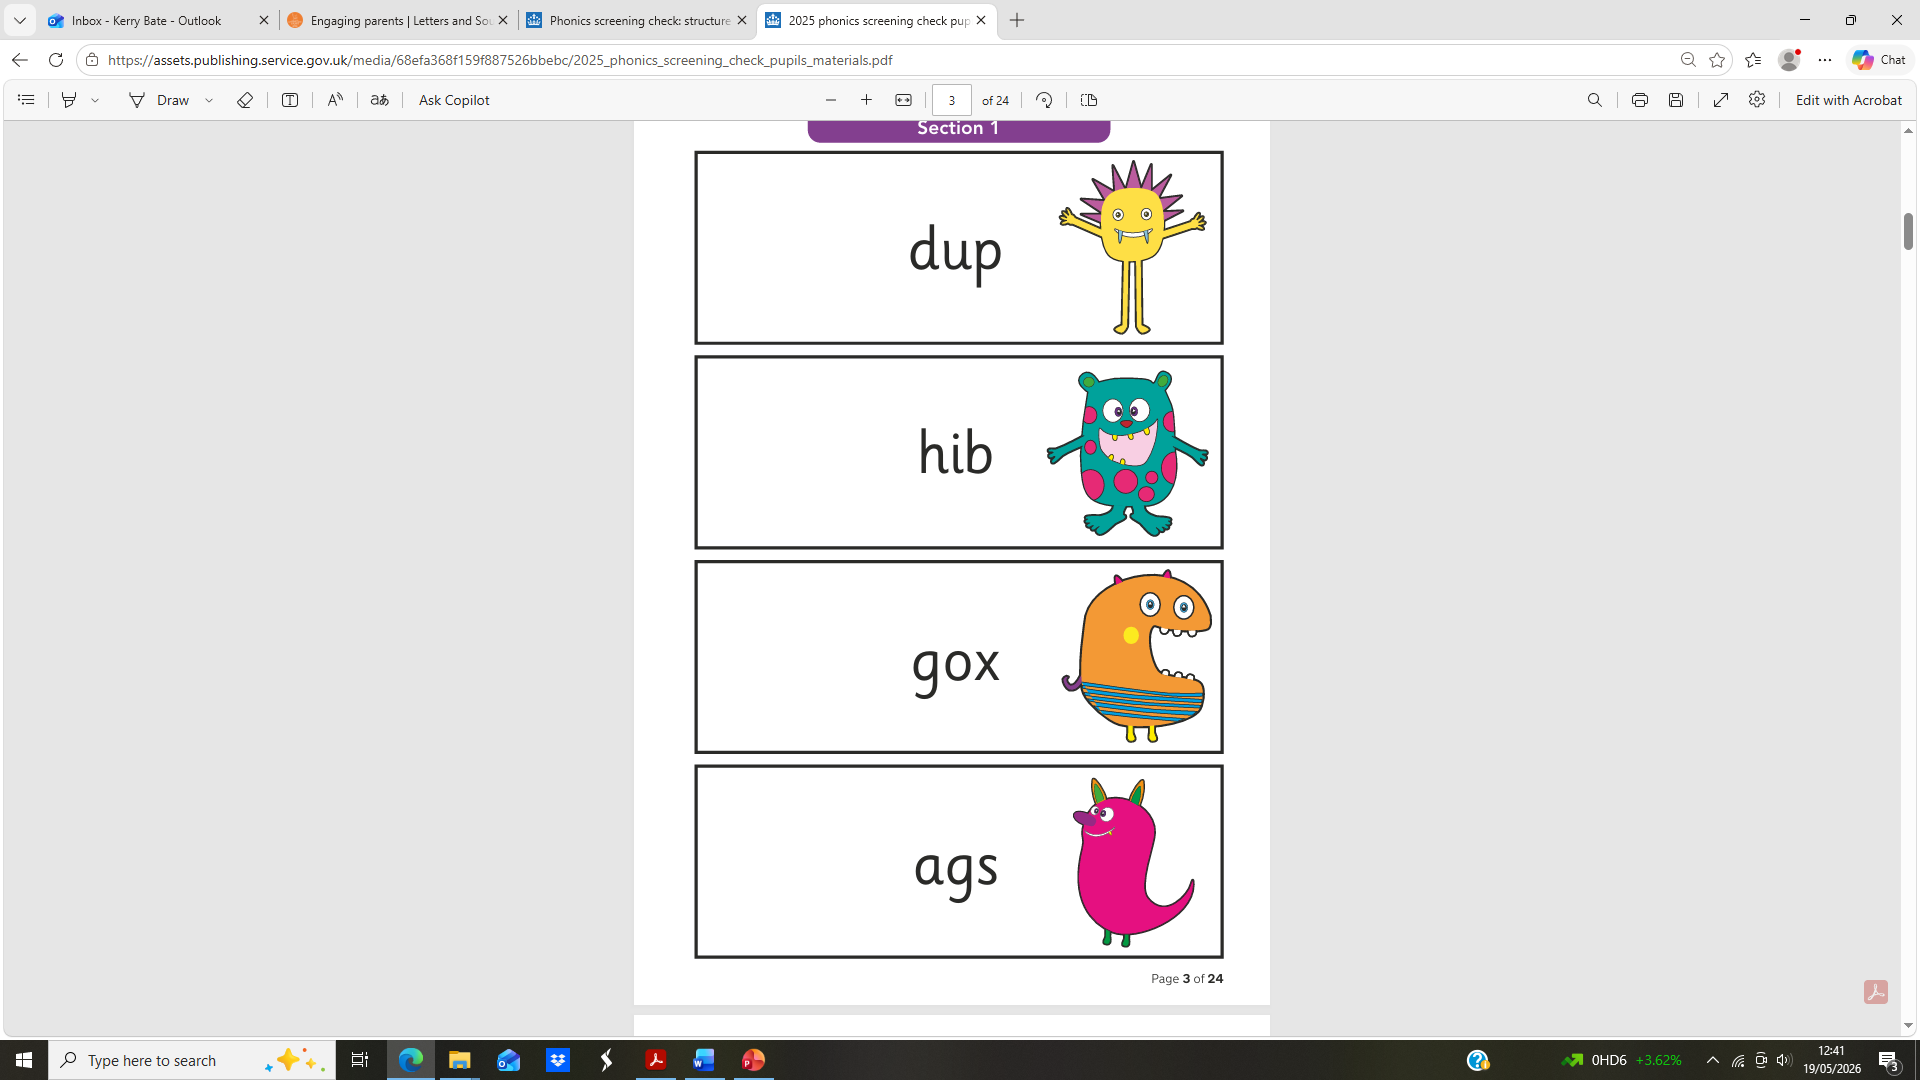 Inbox - Kerry Bate - Outlook
Engaging parents | Letters and Sou
Phonics screening check: structure
2025 phonics screening check pup
https://assets.publishing.service.gov.uk/media/68efa368f159f887526bbebc/2025_phonics_screening_check_pupils_materials.pdf
Chat
Draw
Ask Copilot
3 of 24
Edit with Acrobat
Section 1
dup
hib
gox
ags
Page 3 of 24
Type here to search
0HD6 +3.62%
12:41
19/05/2026
3